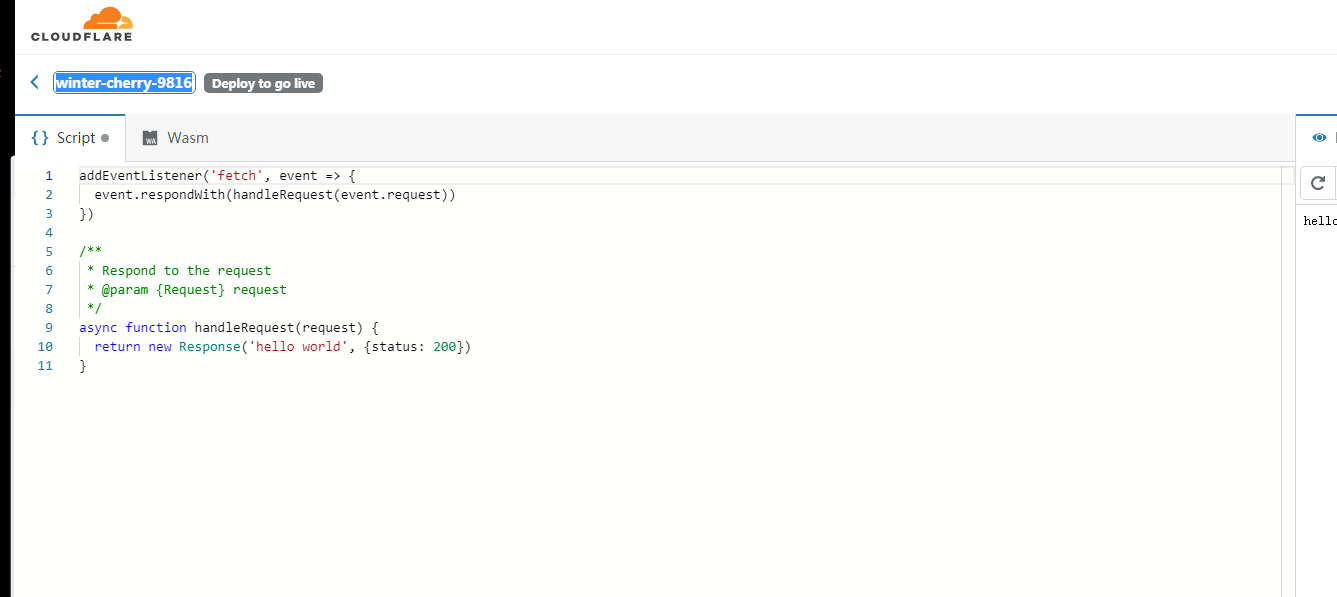 CLOUDFLARE
winter-cherry-9816 Deploy to go live
{} Script WA Wasm
1 addEventListener('fetch', event => {
2 event.respondWith(handleRequest(event.request))
3 })
4
5 /**
6 * Respond to the request
7 * @param {Request} request
8 */
9 async function handleRequest(request) {
10 return new Response('hello world', {status: 200})
11 }
hello